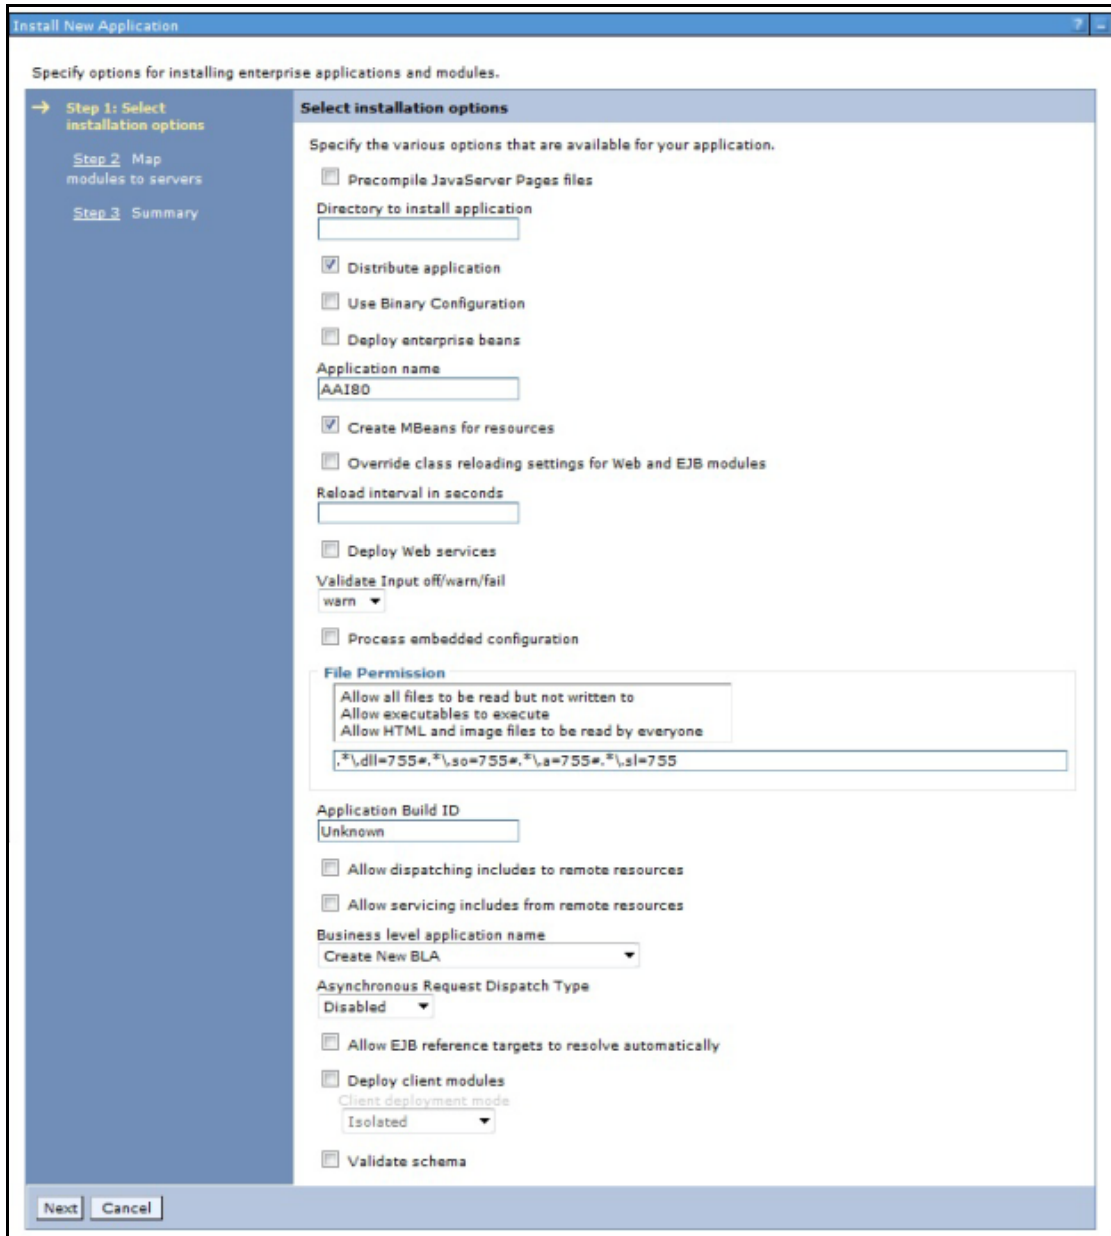 Install New Application
? –
Specify options for installing enterprise applications and modules.
→ Step 1: Select
installation options
Step 2 Map
modules to servers
Step 3 Summary
Select installation options
Specify the various options that are available for your application.
Precompile JavaServer Pages files
Directory to install application
Distribute application
Use Binary Configuration
Deploy enterprise beans
Application name
AAI80
Create MBeans for resources
Override class reloading settings for Web and EJB modules
Reload interval in seconds
Deploy Web services
Validate Input off/warn/fail
warn
Process embedded configuration
File Permission
Allow all files to be read but not written to
Allow executables to execute
Allow HTML and image files to be read by everyone
.*\.dll=755#.*\.so=755#.*\.a=755#.*\.sl=755
Application Build ID
Unknown
Allow dispatching includes to remote resources
Allow servicing includes from remote resources
Business level application name
Create New BLA
Asynchronous Request Dispatch Type
Disabled
Allow EJB reference targets to resolve automatically
Deploy client modules
Client deployment mode
Isolated
Validate schema
Next Cancel